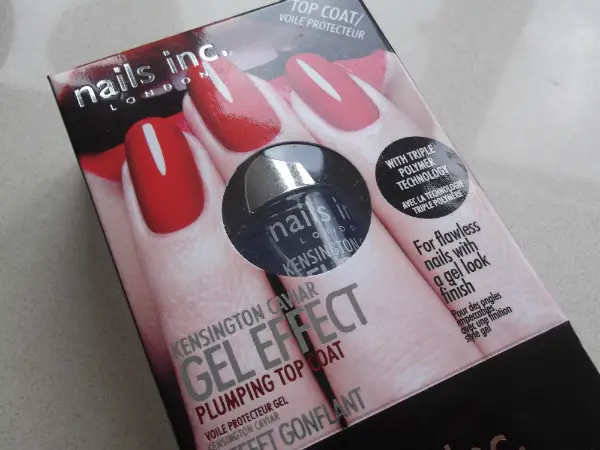 TOP COAT/
VOILE PROTECTEUR
nails inc.
LONDON
WITH TRIPLE
POLYMER
TECHNOLOGY
AVEC LA TECHNOLOGIE
TRIPLE POLYMÈRE
nails inc
LONDON
KENSINGTON
For flawless
nails with
a gel look
finish
Pour des ongles
impeccables
avec une finition
style gel
KENSINGTON CAVIAR
GEL EFFECT
PLUMPING TOP COAT
VOILE PROTECTEUR GEL
KENSINGTON CAVIAR
EFFET GONFLANT
inc.